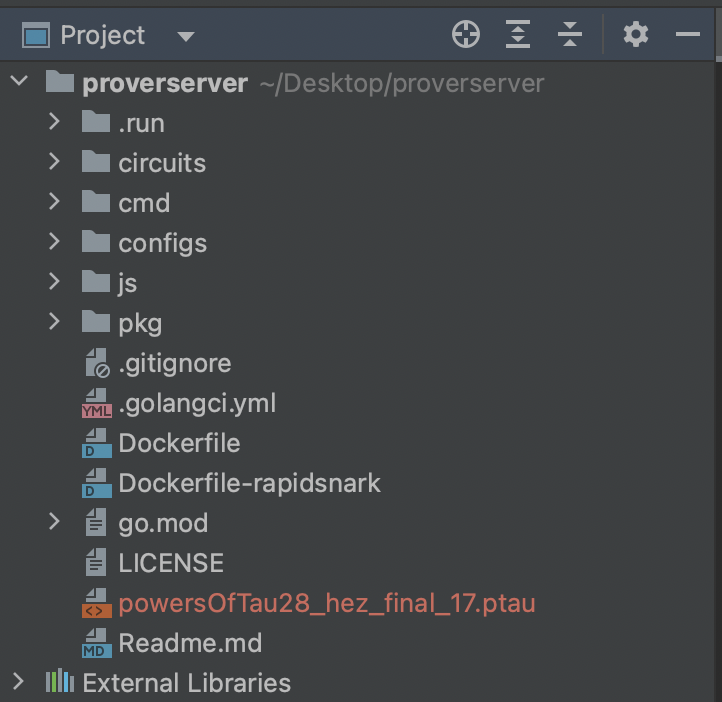 Project
proverserver ~/Desktop/proverserver
.run
circuits
cmd
configs
js
pkg
.gitignore
YML .golangci.yml
D Dockerfile
D Dockerfile-rapidsnark
go.mod
LICENSE
<> powersOfTau28_hez_final_17.ptau
MD Readme.md
External Libraries